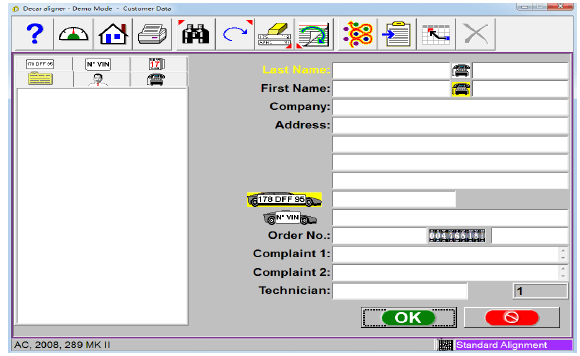 Decar aligner - Demo Mode - Customer Data
?
178 DFF 95
N° VIN
17
Last Name:
First Name:
Company:
Address:
178 DFF 95
N° VIN
Order No.:
Complaint 1:
Complaint 2:
Technician:
1
OK
AC, 2008, 289 MK II
Standard Alignment